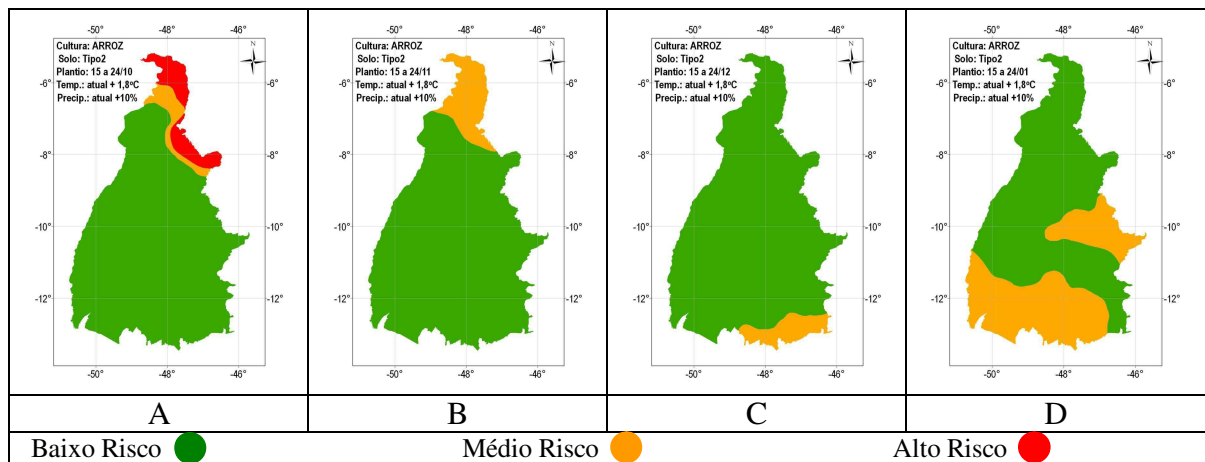 -50° -48° -46°
Cultura: ARROZ
Solo: Tipo2
Plantio: 15 a 24/10
Temp.: atual + 1,8°C
Precip.: atual +10%
N
-6° -6°
-8° -8°
-10° -10°
-12° -12°
-50° -48° -46°
A
-50° -48° -46°
Cultura: ARROZ
Solo: Tipo2
Plantio: 15 a 24/11
Temp.: atual + 1,8°C
Precip.: atual +10%
N
-6° -6°
-8° -8°
-10° -10°
-12° -12°
-50° -48° -46°
B
-50° -48° -46°
Cultura: ARROZ
Solo: Tipo2
Plantio: 15 a 24/12
Temp.: atual + 1,8°C
Precip.: atual +10%
N
-6° -6°
-8° -8°
-10° -10°
-12° -12°
-50° -48° -46°
C
-50° -48° -46°
Cultura: ARROZ
Solo: Tipo2
Plantio: 15 a 24/01
Temp.: atual + 1,8°C
Precip.: atual +10%
N
-6° -6°
-8° -8°
-10° -10°
-12° -12°
-50° -48° -46°
D
Baixo Risco Médio Risco Alto Risco